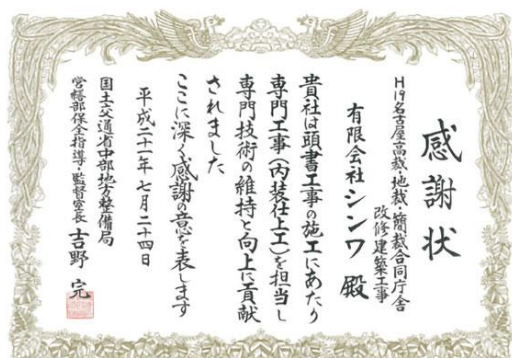 感謝状
H19名古屋高裁・地裁・簡裁合同庁舎
改修建築工事
有限会社シンワ 殿
貴社は頭書工事の施工にあたり
専門工事(内装仕上工)を担当し
専門技術の維持と向上に貢献
されました
ここに深く感謝の意を表します
平成二十一年七月二十四日
国土交通省中部地方整備局
営繕部保全指導・監督室長 吉野 完